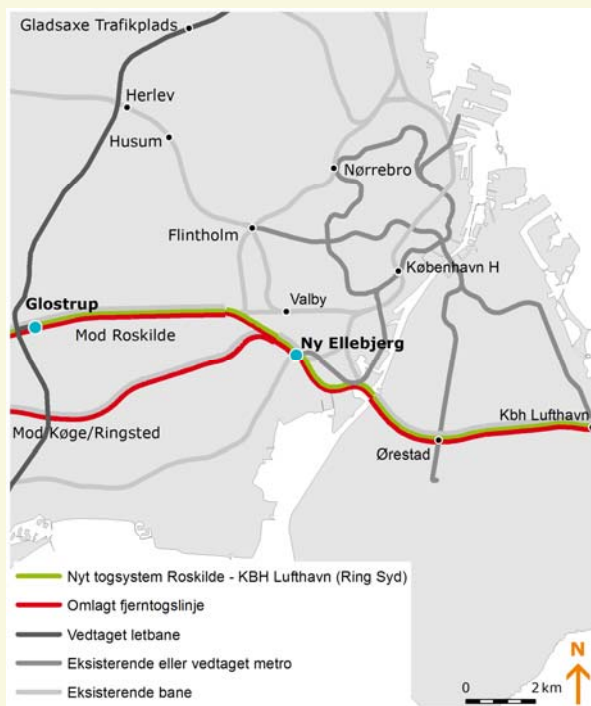 Gladsaxe Trafikplads
Herlev
Husum
Nørrebro
Flintholm
København H
Glostrup
Valby
Mod Roskilde
Ny Ellebjerg
Kbh Lufthavn
Mod Køge/Ringsted
Ørestad
Nyt togsystem Roskilde - KBH Lufthavn (Ring Syd)
Omlagt fjerntogslinje
Vedtaget letbane
Eksisterende eller vedtaget metro
Eksisterende bane
N
0 2 km